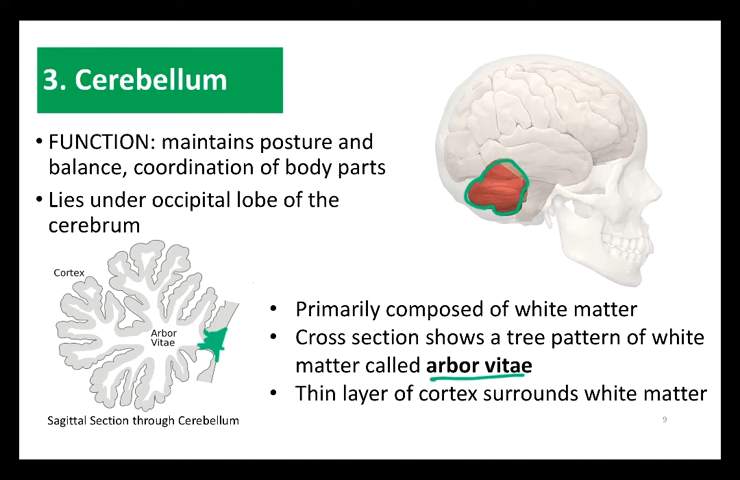 3. Cerebellum
• FUNCTION: maintains posture and
balance, coordination of body parts
• Lies under occipital lobe of the
cerebrum
Cortex
Arbor
Vitae
Sagittal Section through Cerebellum
• Primarily composed of white matter
• Cross section shows a tree pattern of white
matter called arbor vitae
• Thin layer of cortex surrounds white matter
9